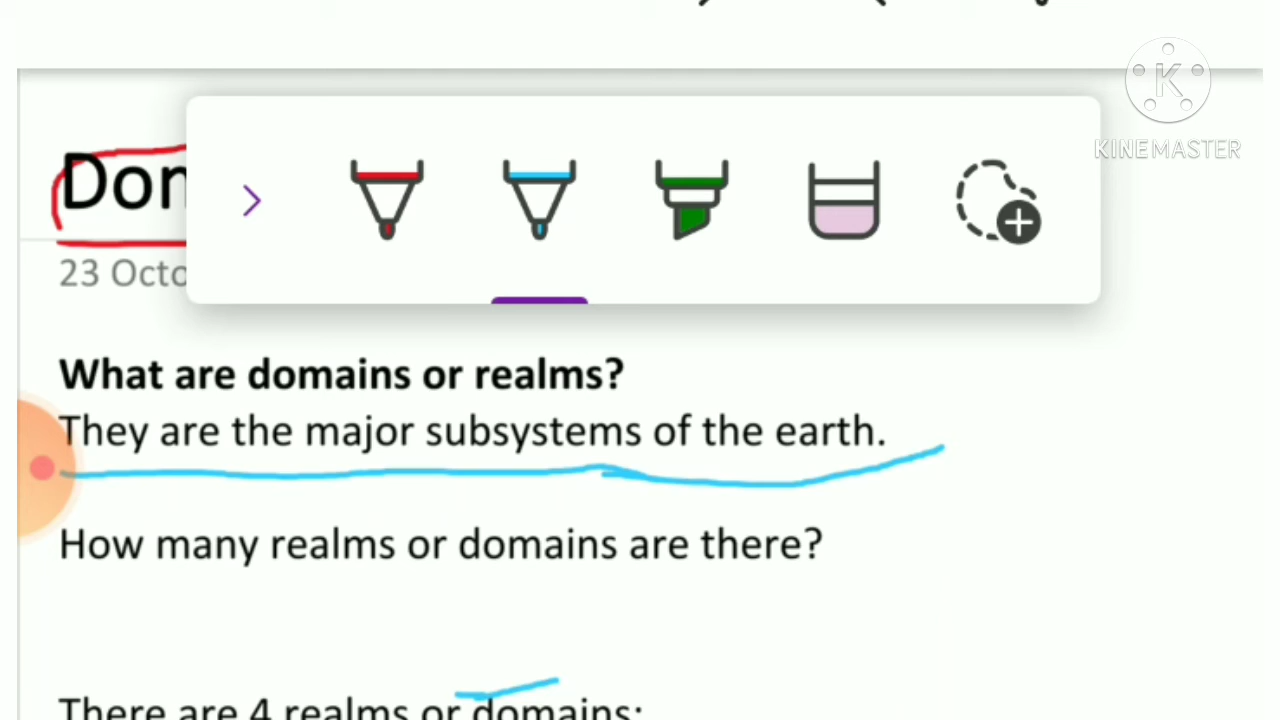 KINEMASTER
Don
23 Octo
What are domains or realms?
They are the major subsystems of the earth.
How many realms or domains are there?
There are 4 realms or domains: